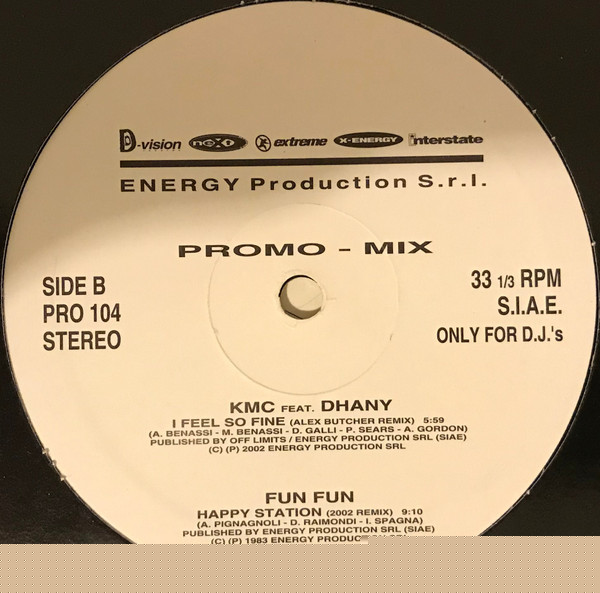 D-vision nexo extreme X-ENERGY interstate
ENERGY Production S.r.l.
PROMO - MIX
SIDE B
PRO 104
STEREO
33 1/3 RPM
S.I.A.E.
ONLY FOR D.J.'s
KMC FEAT. DHANY
I FEEL SO FINE (ALEX BUTCHER REMIX) 5:59
(A. BENASSI - M. BENASSI - D. GALLI - P. SEARS - A. GORDON)
PUBLISHED BY OFF LIMITS / ENERGY PRODUCTION SRL (SIAE)
(C) (P) 2002 ENERGY PRODUCTION SRL
FUN FUN
HAPPY STATION (2002 REMIX) 9:10
(A. PIGNAGNOLI - D. RAIMONDI - I. SPAGNA)
PUBLISHED BY ENERGY PRODUCTION SRL (SIAE)
(C) (P) 1983 ENERGY